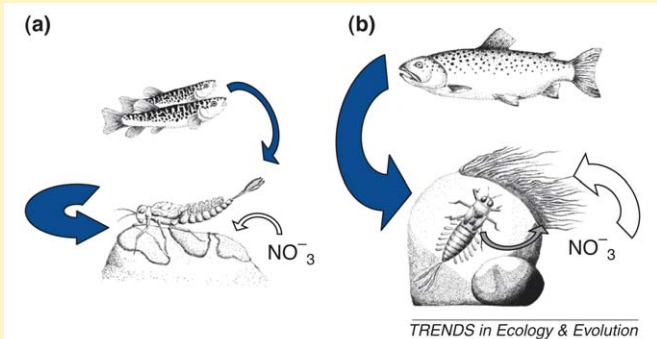 (a)
(b)
NO⁻₃
NO⁻₃
TRENDS in Ecology & Evolution